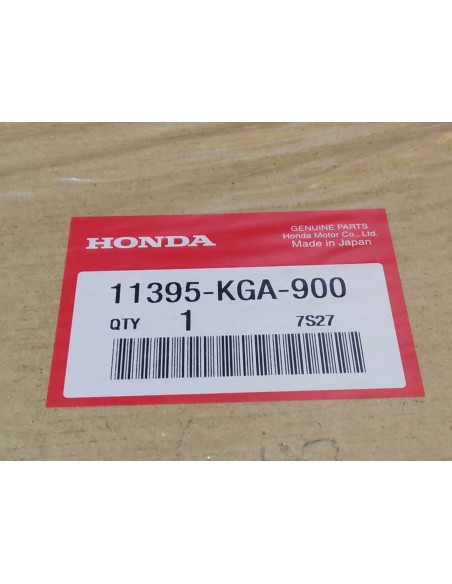 HONDA
GENUINE PARTS
Honda Motor Co., Ltd.
Made in Japan
11395-KGA-900
QTY 1 7S27